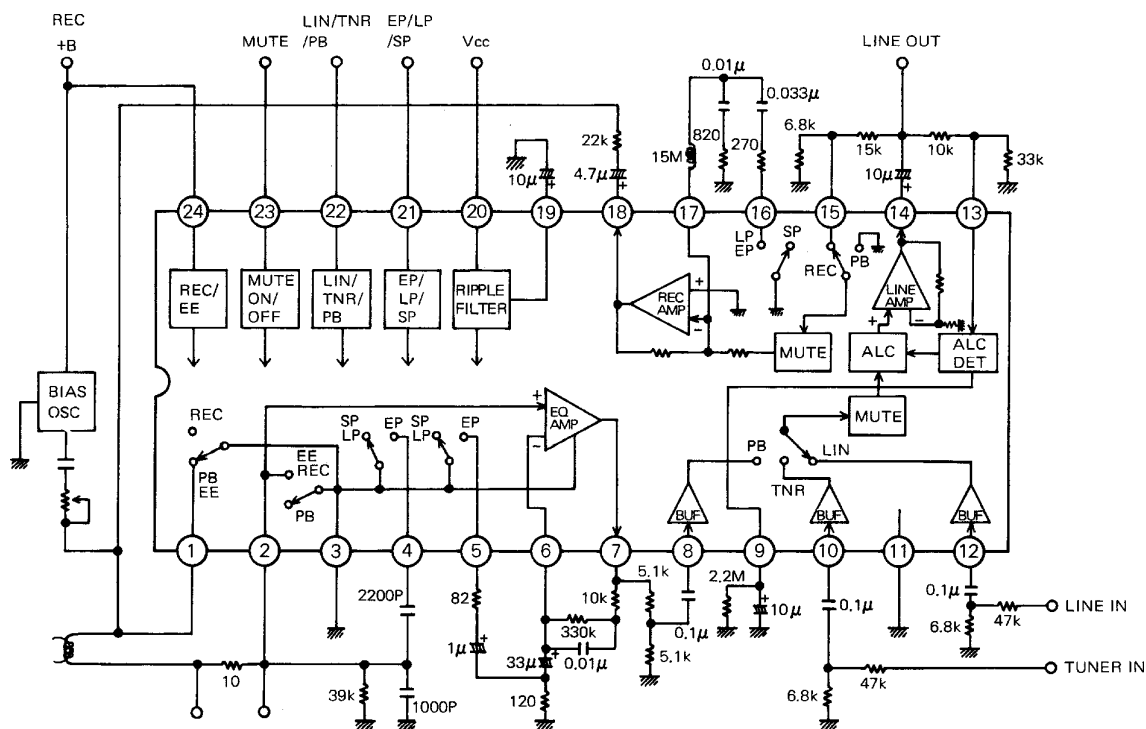 REC
+B
MUTE
LIN/TNR
/PB
EP/LP
/SP
Vcc
LINE OUT
0.01μ
0.033μ
22k
820
270
6.8k
15k
10k
33k
15M
10μ
4.7μ
10μ
24
23
22
21
20
19
18
17
16
15
14
13
LP
EP
SP
REC
PB
REC/
EE
MUTE
ON/
OFF
LIN/
TNR/
PB
EP/
LP/
SP
RIPPLE
FILTER
REC
AMP
+
-
LINE
AMP
+
-
MUTE
ALC
ALC
DET
MUTE
BIAS
OSC
REC
PB
EE
EE
REC
PB
SP
LP
EP
SP
LP
EP
EQ
AMP
+
-
PB
TNR
LIN
BUF
BUF
BUF
1
2
3
4
5
6
7
8
9
10
11
12
2200P
82
10k
5.1k
2.2M
10μ
0.1μ
0.1μ
LINE IN
47k
6.8k
330k
0.01μ
0.1μ
1μ
33μ
5.1k
TUNER IN
47k
6.8k
10
39k
1000P
120